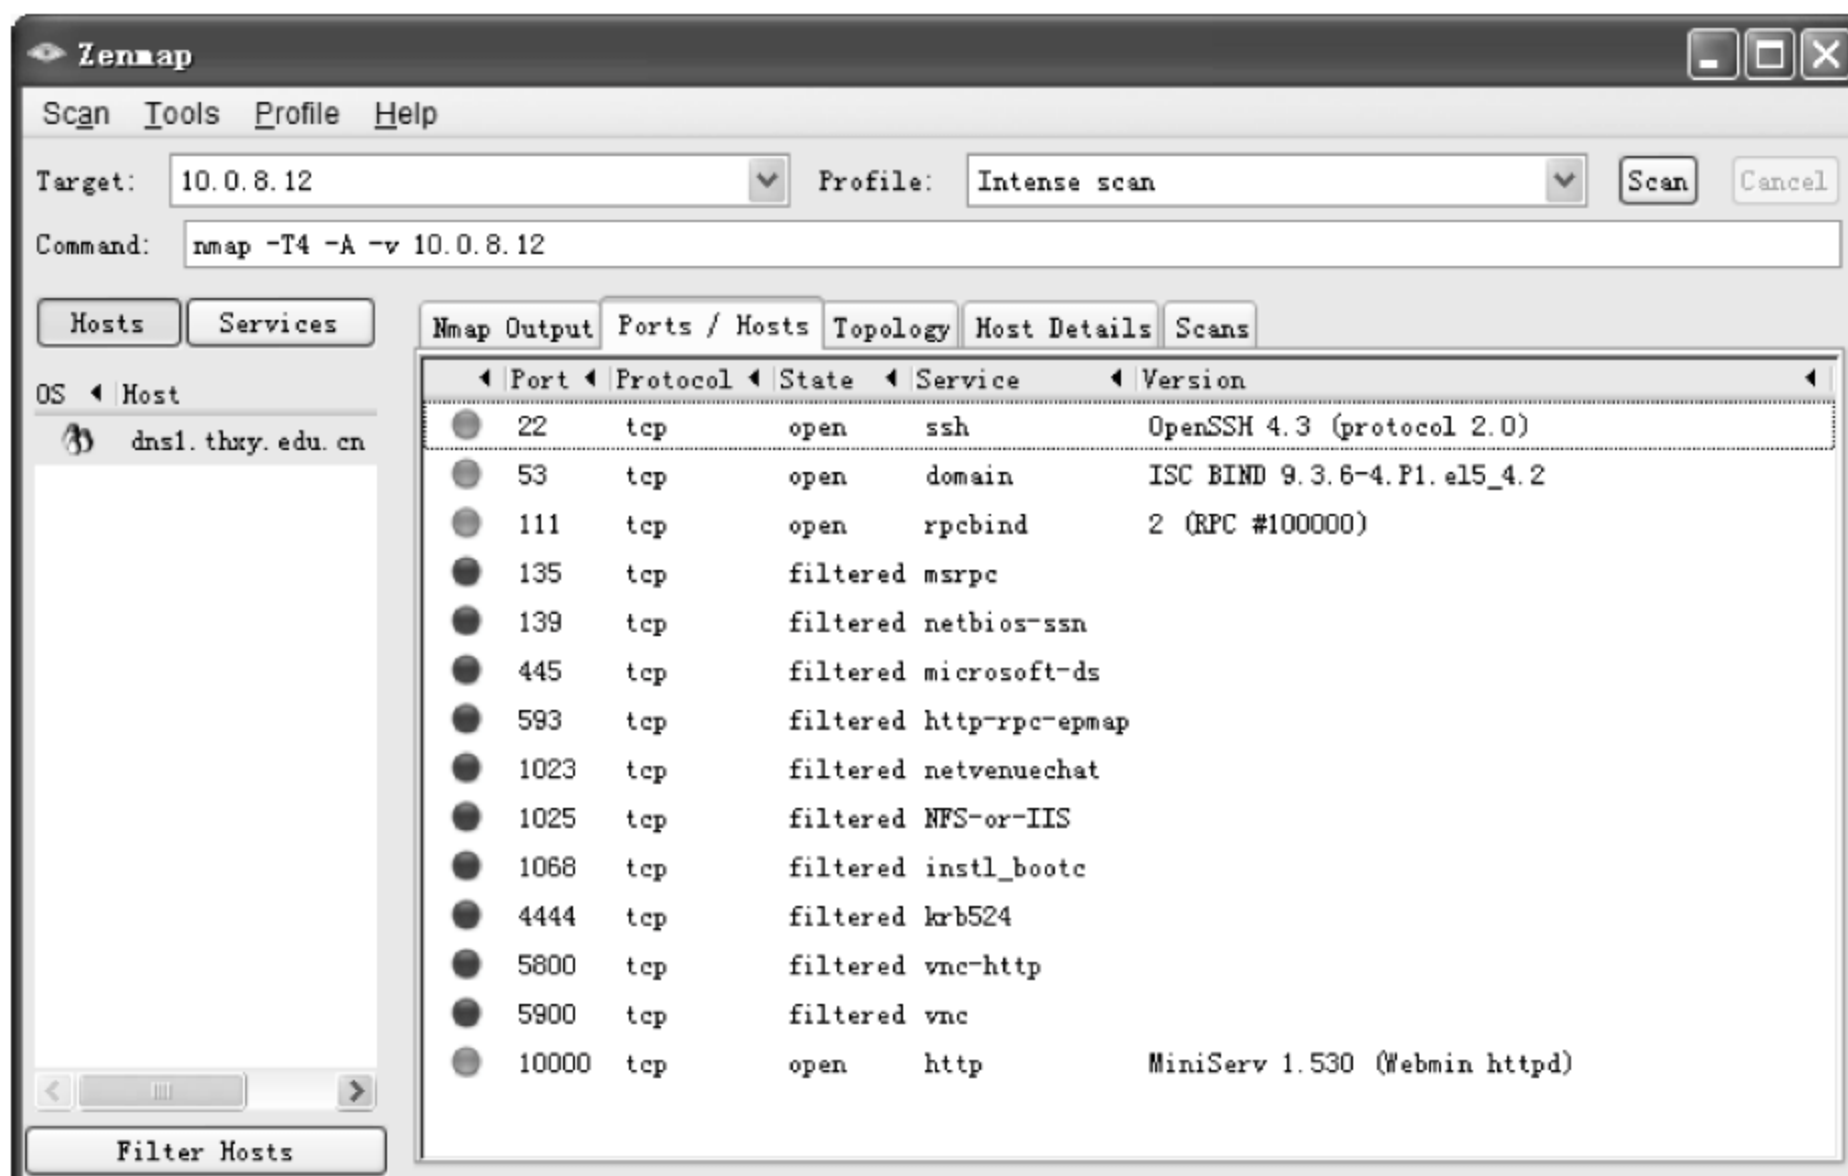 Zenmap
Scan Tools Profile Help
Target: 10.0.8.12 Profile: Intense scan Scan Cancel
Command: nmap -T4 -A -v 10.0.8.12
Hosts Services Nmap Output Ports / Hosts Topology Host Details Scans
OS Host
dns1.thxy.edu.cn
Port Protocol State Service Version
22 tcp open ssh OpenSSH 4.3 (protocol 2.0)
53 tcp open domain ISC BIND 9.3.6-4.P1.el5_4.2
111 tcp open rpcbind 2 (RPC #100000)
135 tcp filtered msrpc
139 tcp filtered netbios-ssn
445 tcp filtered microsoft-ds
593 tcp filtered http-rpc-epmap
1023 tcp filtered netvenuechat
1025 tcp filtered NFS-or-IIS
1068 tcp filtered instl_bootc
4444 tcp filtered krb524
5800 tcp filtered vnc-http
5900 tcp filtered vnc
10000 tcp open http MiniServ 1.530 (Webmin httpd)
Filter Hosts